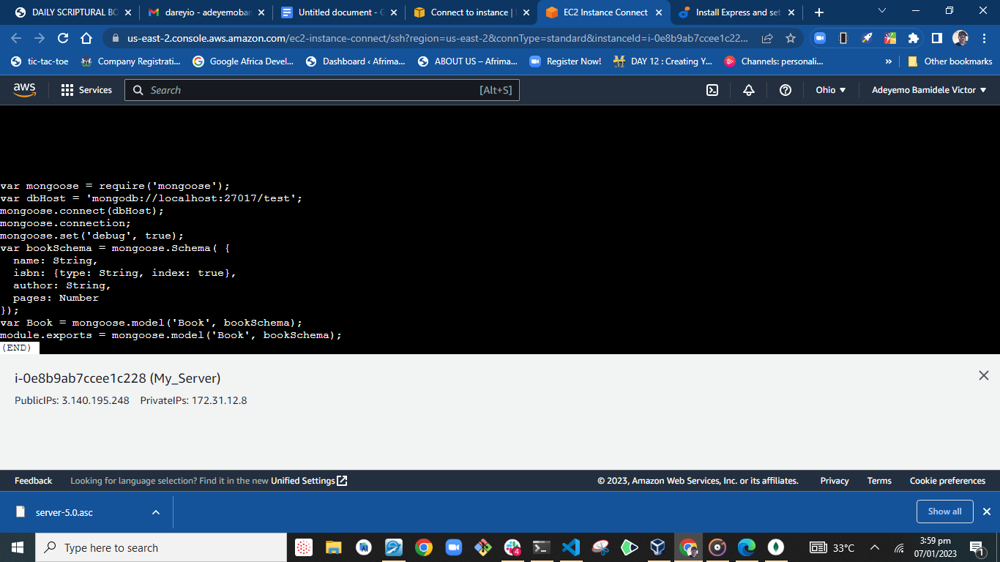 DAILY SCRIPTURAL BO
dareyio - adeyemoban
Untitled document - G
Connect to instance | E
EC2 Instance Connect
Install Express and set
us-east-2.console.aws.amazon.com/ec2-instance-connect/ssh?region=us-east-2&connType=standard&instanceId=i-0e8b9ab7ccee1c22...
tic-tac-toe
Company Registrati...
Google Africa Devel...
Dashboard ‹ Afrima...
ABOUT US – Afrima...
Register Now!
DAY 12 : Creating Y...
Channels: personali...
»
Other bookmarks
aws
Services
Search
[Alt+S]
Ohio
Adeyemo Bamidele Victor
var mongoose = require('mongoose');
var dbHost = 'mongodb://localhost:27017/test';
mongoose.connect(dbHost);
mongoose.connection;
mongoose.set('debug', true);
var bookSchema = mongoose.Schema( {
  name: String,
  isbn: {type: String, index: true},
  author: String,
  pages: Number
});
var Book = mongoose.model('Book', bookSchema);
module.exports = mongoose.model('Book', bookSchema);
(END)
i-0e8b9ab7ccee1c228 (My_Server)
PublicIPs: 3.140.195.248 PrivateIPs: 172.31.12.8
Feedback
Looking for language selection? Find it in the new Unified Settings
© 2023, Amazon Web Services, Inc. or its affiliates.
Privacy
Terms
Cookie preferences
server-5.0.asc
Show all
Type here to search
4
33°C
3:59 pm
07/01/2023
1